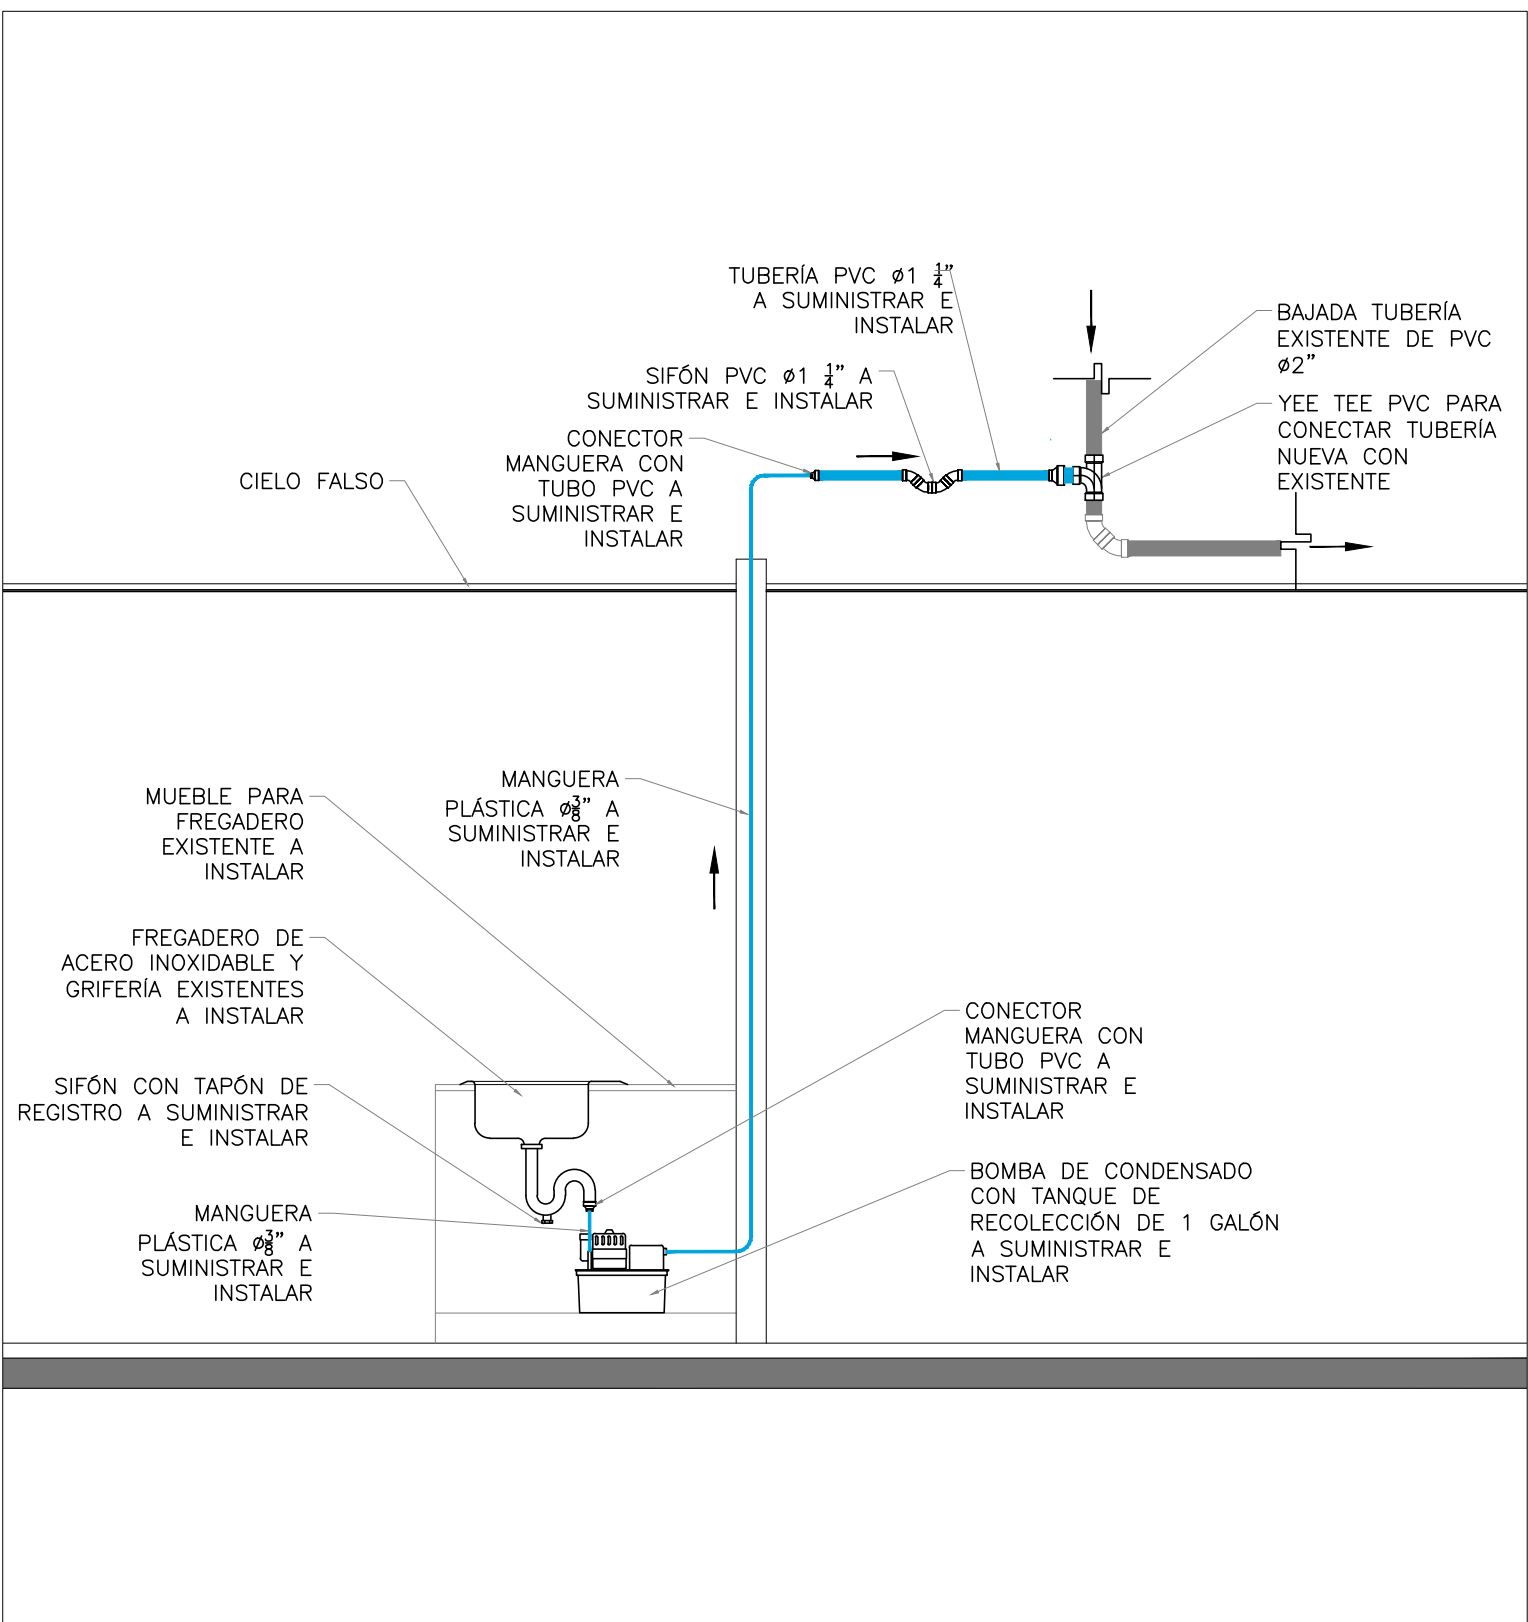 TUBERÍA PVC ø1 1/4"
A SUMINISTRAR E
INSTALAR
BAJADA TUBERÍA
EXISTENTE DE PVC
ø2"
SIFÓN PVC ø1 1/4" A
SUMINISTRAR E INSTALAR
YEE TEE PVC PARA
CONECTAR TUBERÍA
NUEVA CON
EXISTENTE
CONECTOR
MANGUERA CON
TUBO PVC A
SUMINISTRAR E
INSTALAR
CIELO FALSO
MANGUERA
PLÁSTICA ø3/8" A
SUMINISTRAR E
INSTALAR
MUEBLE PARA
FREGADERO
EXISTENTE A
INSTALAR
FREGADERO DE
ACERO INOXIDABLE Y
GRIFERÍA EXISTENTES
A INSTALAR
CONECTOR
MANGUERA CON
TUBO PVC A
SUMINISTRAR E
INSTALAR
SIFÓN CON TAPÓN DE
REGISTRO A SUMINISTRAR
E INSTALAR
BOMBA DE CONDENSADO
CON TANQUE DE
RECOLECCIÓN DE 1 GALÓN
A SUMINISTRAR E
INSTALAR
MANGUERA
PLÁSTICA ø3/8" A
SUMINISTRAR E
INSTALAR